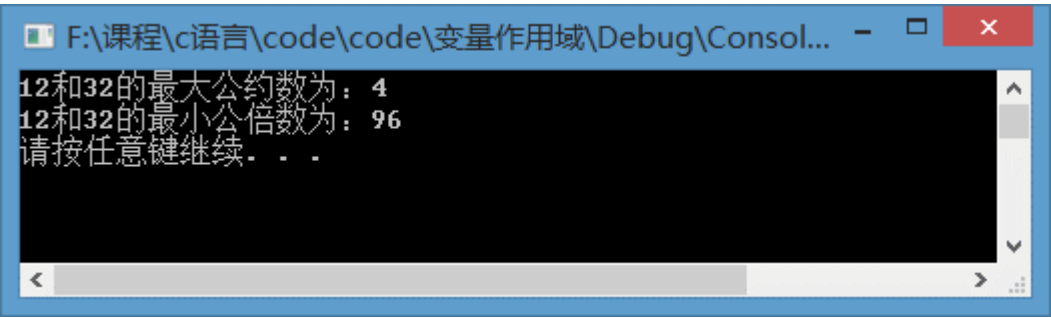 F:\课程\c语言\code\code\变量作用域\Debug\Consol...
12和32的最大公约数为：4
12和32的最小公倍数为：96
请按任意键继续. . .